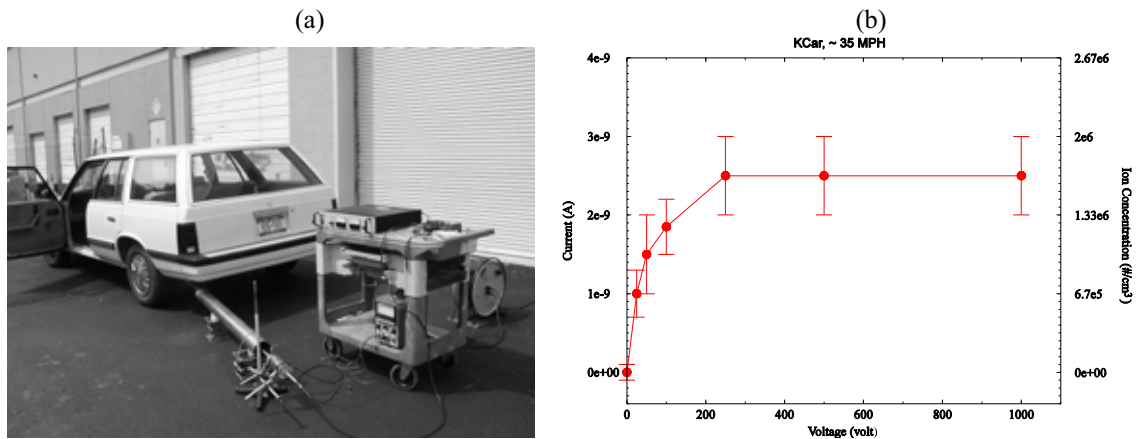 (a)
(b)
KCar, ~ 35 MPH
4e-9
3e-9
2e-9
1e-9
0e+00
Current (A)
2.67e6
2e6
1.33e6
6.7e5
0e+00
Ion Concentration (#/cm³)
0
200
400
600
800
1000
Voltage (volt)